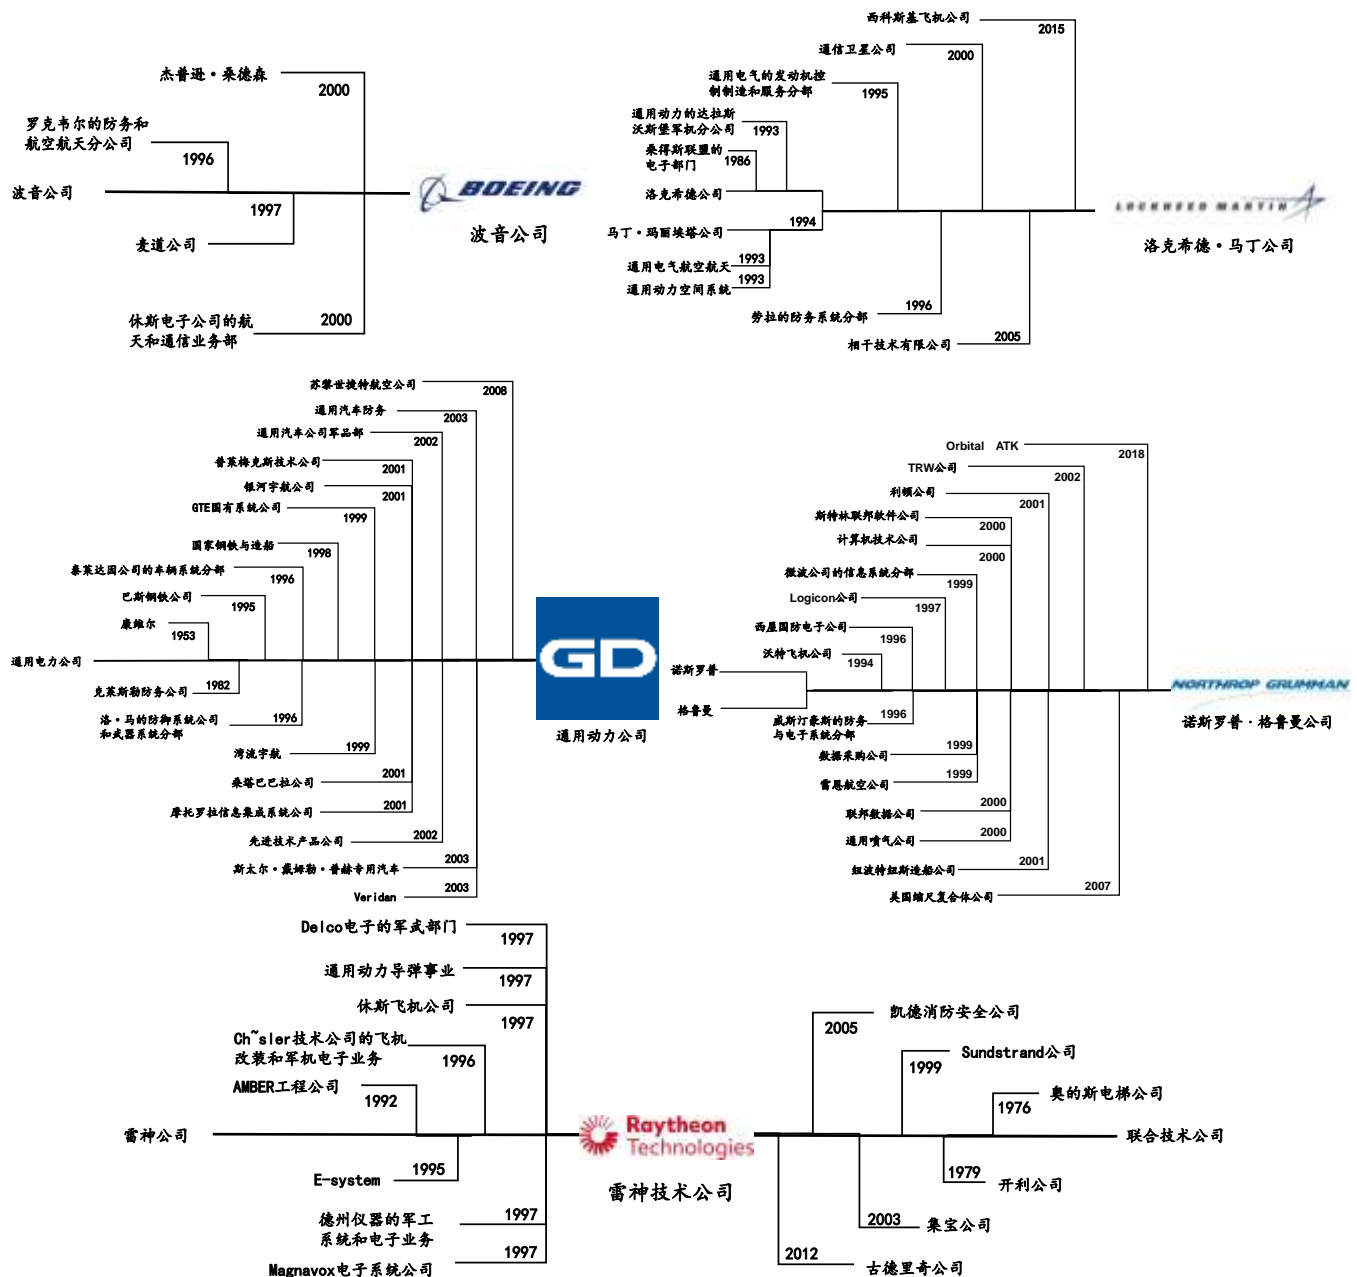 杰普逊·桑德森
2000
罗克韦尔的防务和
航空航天分公司
1996
波音公司
1997
麦道公司
休斯电子公司的航
天和通信业务部
2000
BOEING
波音公司
西科斯基飞机公司
2015
通信卫星公司
2000
通用电气的发动机控
制制造和服务分部
1995
通用动力的达拉斯
沃斯堡军机分公司
1993
桑得斯联盟的
电子部门
1986
洛克希德公司
1994
马丁·玛丽埃塔公司
通用电气航空航天
1993
通用动力空间系统
1993
劳拉的防务系统分部
1996
相干技术有限公司
2005
LOCKHEED MARTIN
洛克希德·马丁公司
苏黎世捷特航空公司
2008
通用汽车防务
2003
通用汽车公司军品部
2002
普莱梅克斯技术公司
2001
银河宇航公司
2001
GTE国有系统公司
1999
国家钢铁与造船
1998
泰莱达因公司的车辆系统分部
1996
巴斯钢铁公司
1995
康维尔
1953
通用电力公司
克莱斯勒防务公司
1982
洛·马的防御系统公司
和武器系统分部
1996
湾流宇航
1999
桑塔巴巴拉公司
2001
摩托罗拉信息集成系统公司
2001
先进技术产品公司
2002
斯太尔·戴姆勒·普赫专用汽车
2003
Veridan
2003
GD
通用动力公司
Orbital ATK
2018
TRW公司
2002
利顿公司
2001
斯特林联邦软件公司
2000
计算机技术公司
2000
微波公司的信息系统分部
1999
Logicon公司
1997
西屋国防电子公司
1996
沃特飞机公司
1994
诺斯罗普
格鲁曼
威斯汀豪斯的防务
与电子系统分部
1996
数据采购公司
1999
雷恩航空公司
1999
联邦数据公司
2000
通用喷气公司
2000
纽波特纽斯造船公司
2001
美国缩尺复合体公司
2007
NORTHROP GRUMMAN
诺斯罗普·格鲁曼公司
Delco电子的军武部门
1997
通用动力导弹事业
1997
休斯飞机公司
1997
Ch~sler技术公司的飞机
改装和军机电子业务
1996
AMBER工程公司
1992
雷神公司
E-system
1995
德州仪器的军工
系统和电子业务
1997
Magnavox电子系统公司
1997
Raytheon
Technologies
雷神技术公司
凯德消防安全公司
2005
Sundstrand公司
1999
奥的斯电梯公司
1976
联合技术公司
1979
开利公司
2003
集宝公司
2012
古德里奇公司